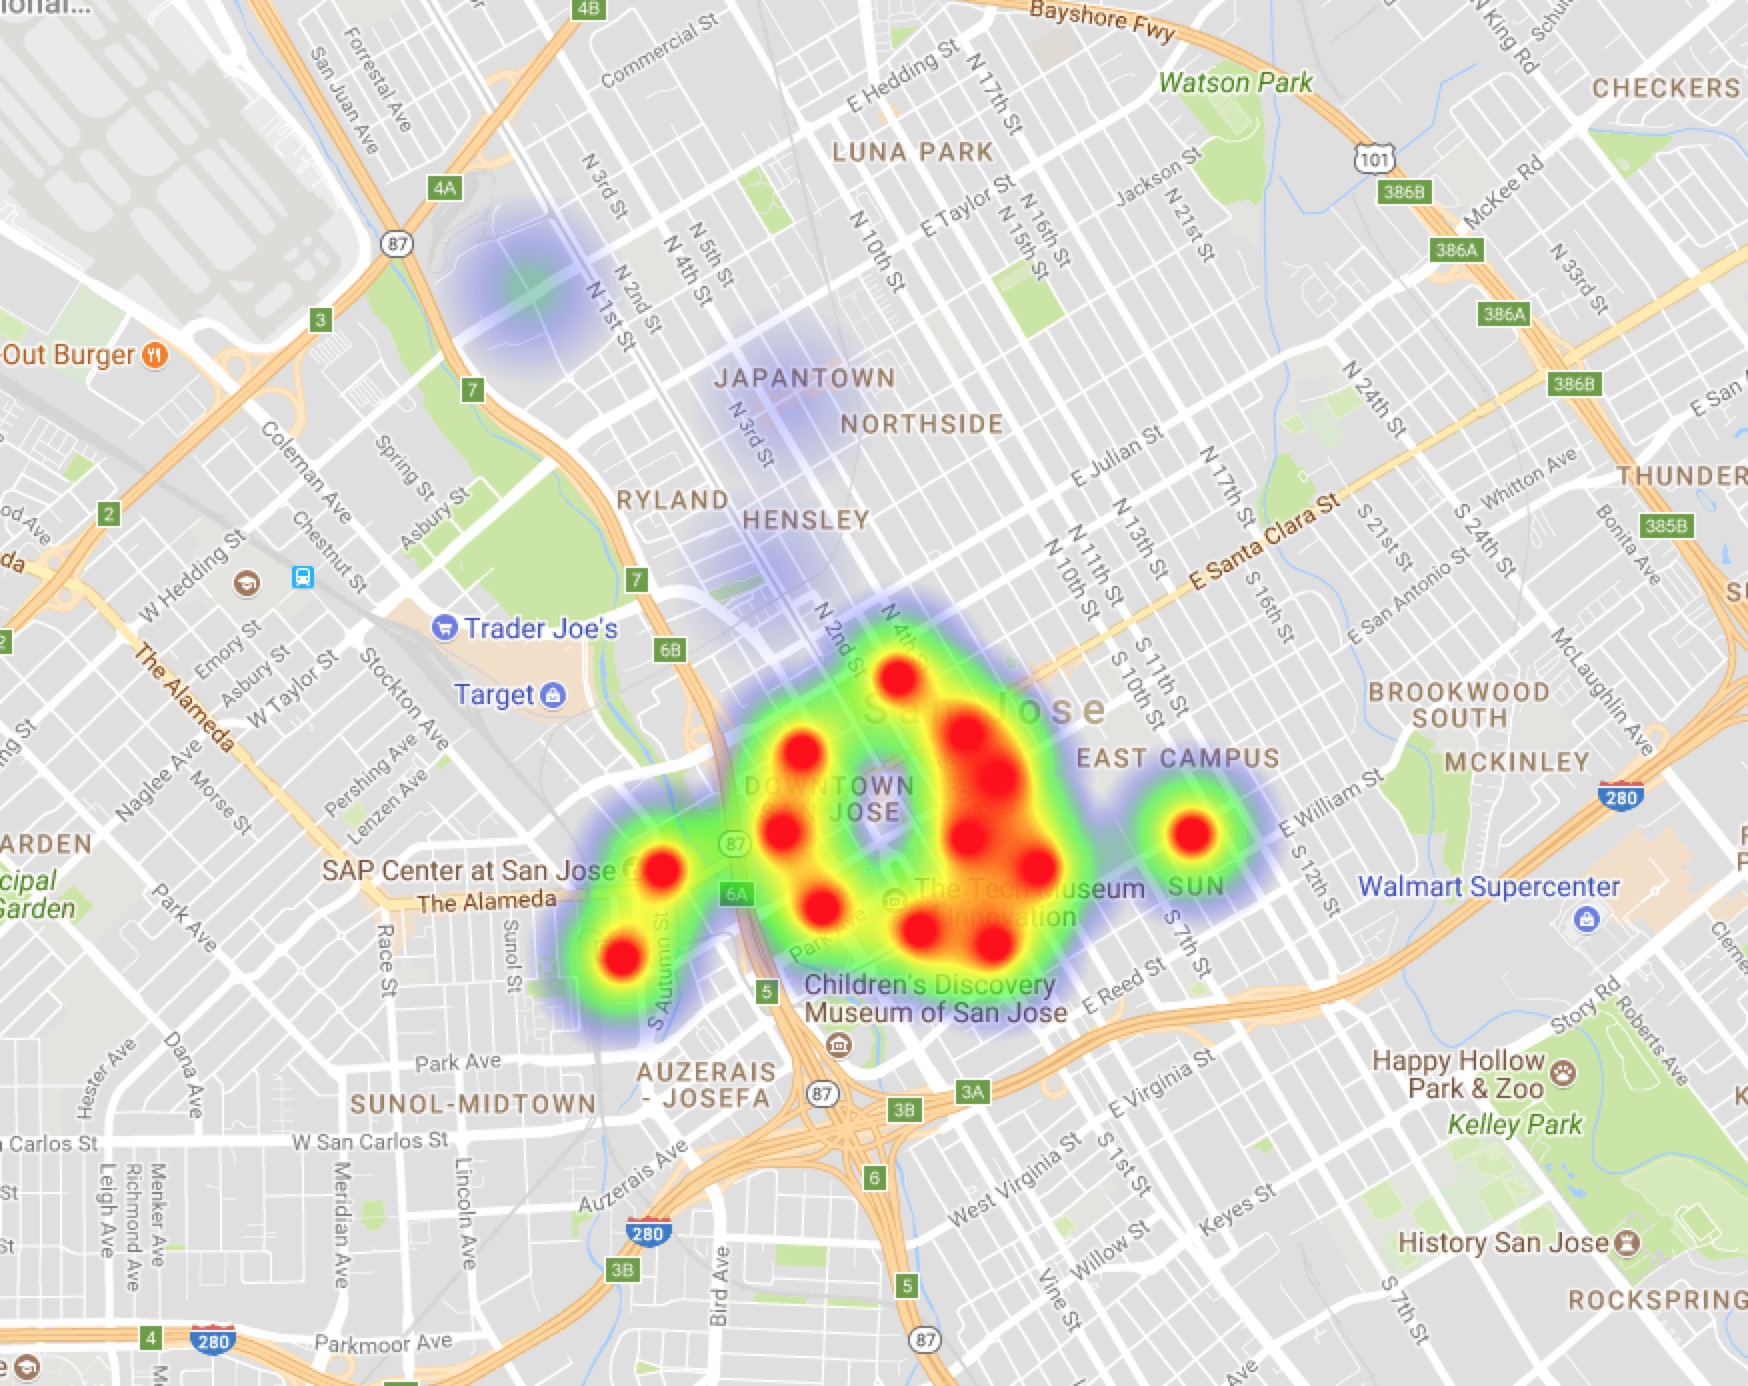 ional...
4B
Bayshore Fwy
N King Rd
Commercial St
Forrestal Ave
San Juan Ave
E Hedding St
N 17th St
Watson Park
CHECKERS
LUNA PARK
101
4A
N 3rd St
Jackson St
386B
McKee Rd
E Taylor St
N 21st St
N 16th St
N 15th St
N 10th St
87
N 5th St
N 4th St
386A
N 33rd St
N 2nd St
N 1st St
3
386A
-Out Burger
7
JAPANTOWN
386B
N 24th St
E San
NORTHSIDE
N 3rd St
Coleman Ave
Spring St
E Julian St
N 17th St
Whitton Ave
THUNDER
RYLAND
HENSLEY
Asbury St
2
od Ave
Chestnut St
N 13th St
S 21st St
S 24th St
Bonita Ave
385B
E Santa Clara St
N 11th St
N 10th St
W Hedding St
da
7
S 16th St
E San Antonio St
Trader Joe's
N 2nd St
N 4th St
6B
Emory St
Asbury St
W Taylor St
The Alameda
Stockton Ave
S 11th St
S 10th St
McLaughlin Ave
Target
San Jose
BROOKWOOD
SOUTH
EAST CAMPUS
MCKINLEY
Naglee Ave
Pershing Ave
Morse St
Lenzen Ave
DOWNTOWN
JOSE
280
E William St
87
ARDEN
SAP Center at San Jose
The Alameda
6A
The Tech Museum
Innovation
SUN
S 12th St
Walmart Supercenter
cipal
Garden
Park Ave
Race St
Sunol St
S Autumn St
S 7th St
5
Children's Discovery
Museum of San Jose
E Reed St
Story Rd
Roberts Ave
Hester Ave
Dana Ave
Park Ave
AUZERAIS
- JOSEFA
SUNOL-MIDTOWN
87
3B
3A
E Virginia St
Happy Hollow
Park & Zoo
Kelley Park
Carlos St
W San Carlos St
Auzerais Ave
West Virginia St
S 1st St
6
Leigh Ave
Richmond Ave
Menker Ave
Meridian Ave
Lincoln Ave
Keyes St
Willow St
280
3B
History San Jose
St
St
Bird Ave
5
Vine St
S 7th St
ROCKSPRING
4
280
Parkmoor Ave
87
Ave